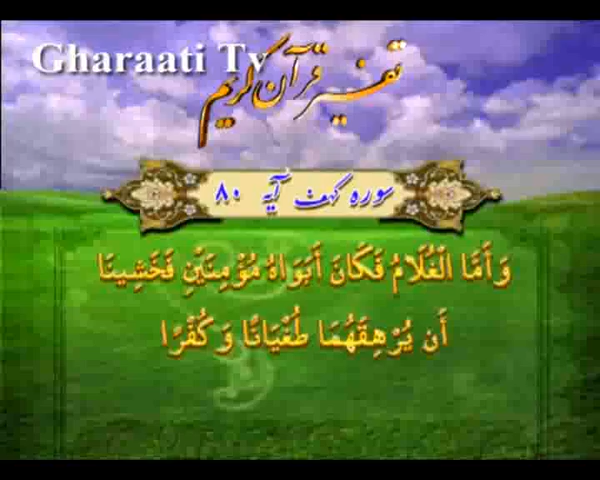 Gharaati Tv
تفسیر قرآن کریم
سوره کهف آیه ۸۰
وَ أَمَّا الْغُلَامُ فَكَانَ أَبَوَاهُ مُؤْمِنَيْنِ فَخَشِينَا
أَن يُرْهِقَهُمَا طُغْيَانًا وَ كُفْرًا